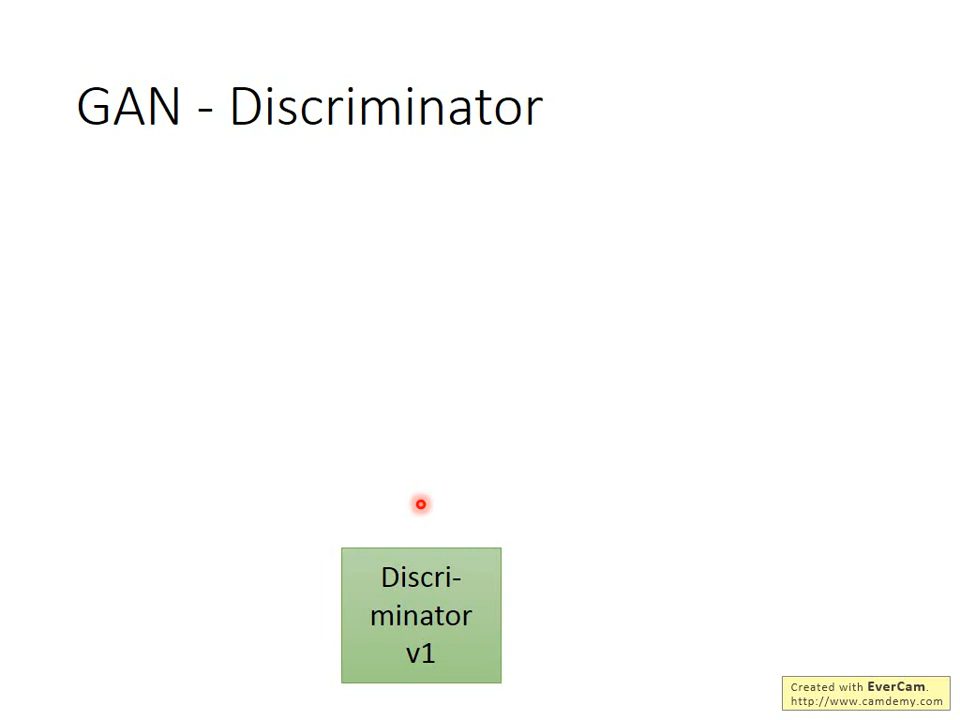 GAN - Discriminator
Discri-
minator
v1
Created with EverCam.
http://www.camdemy.com